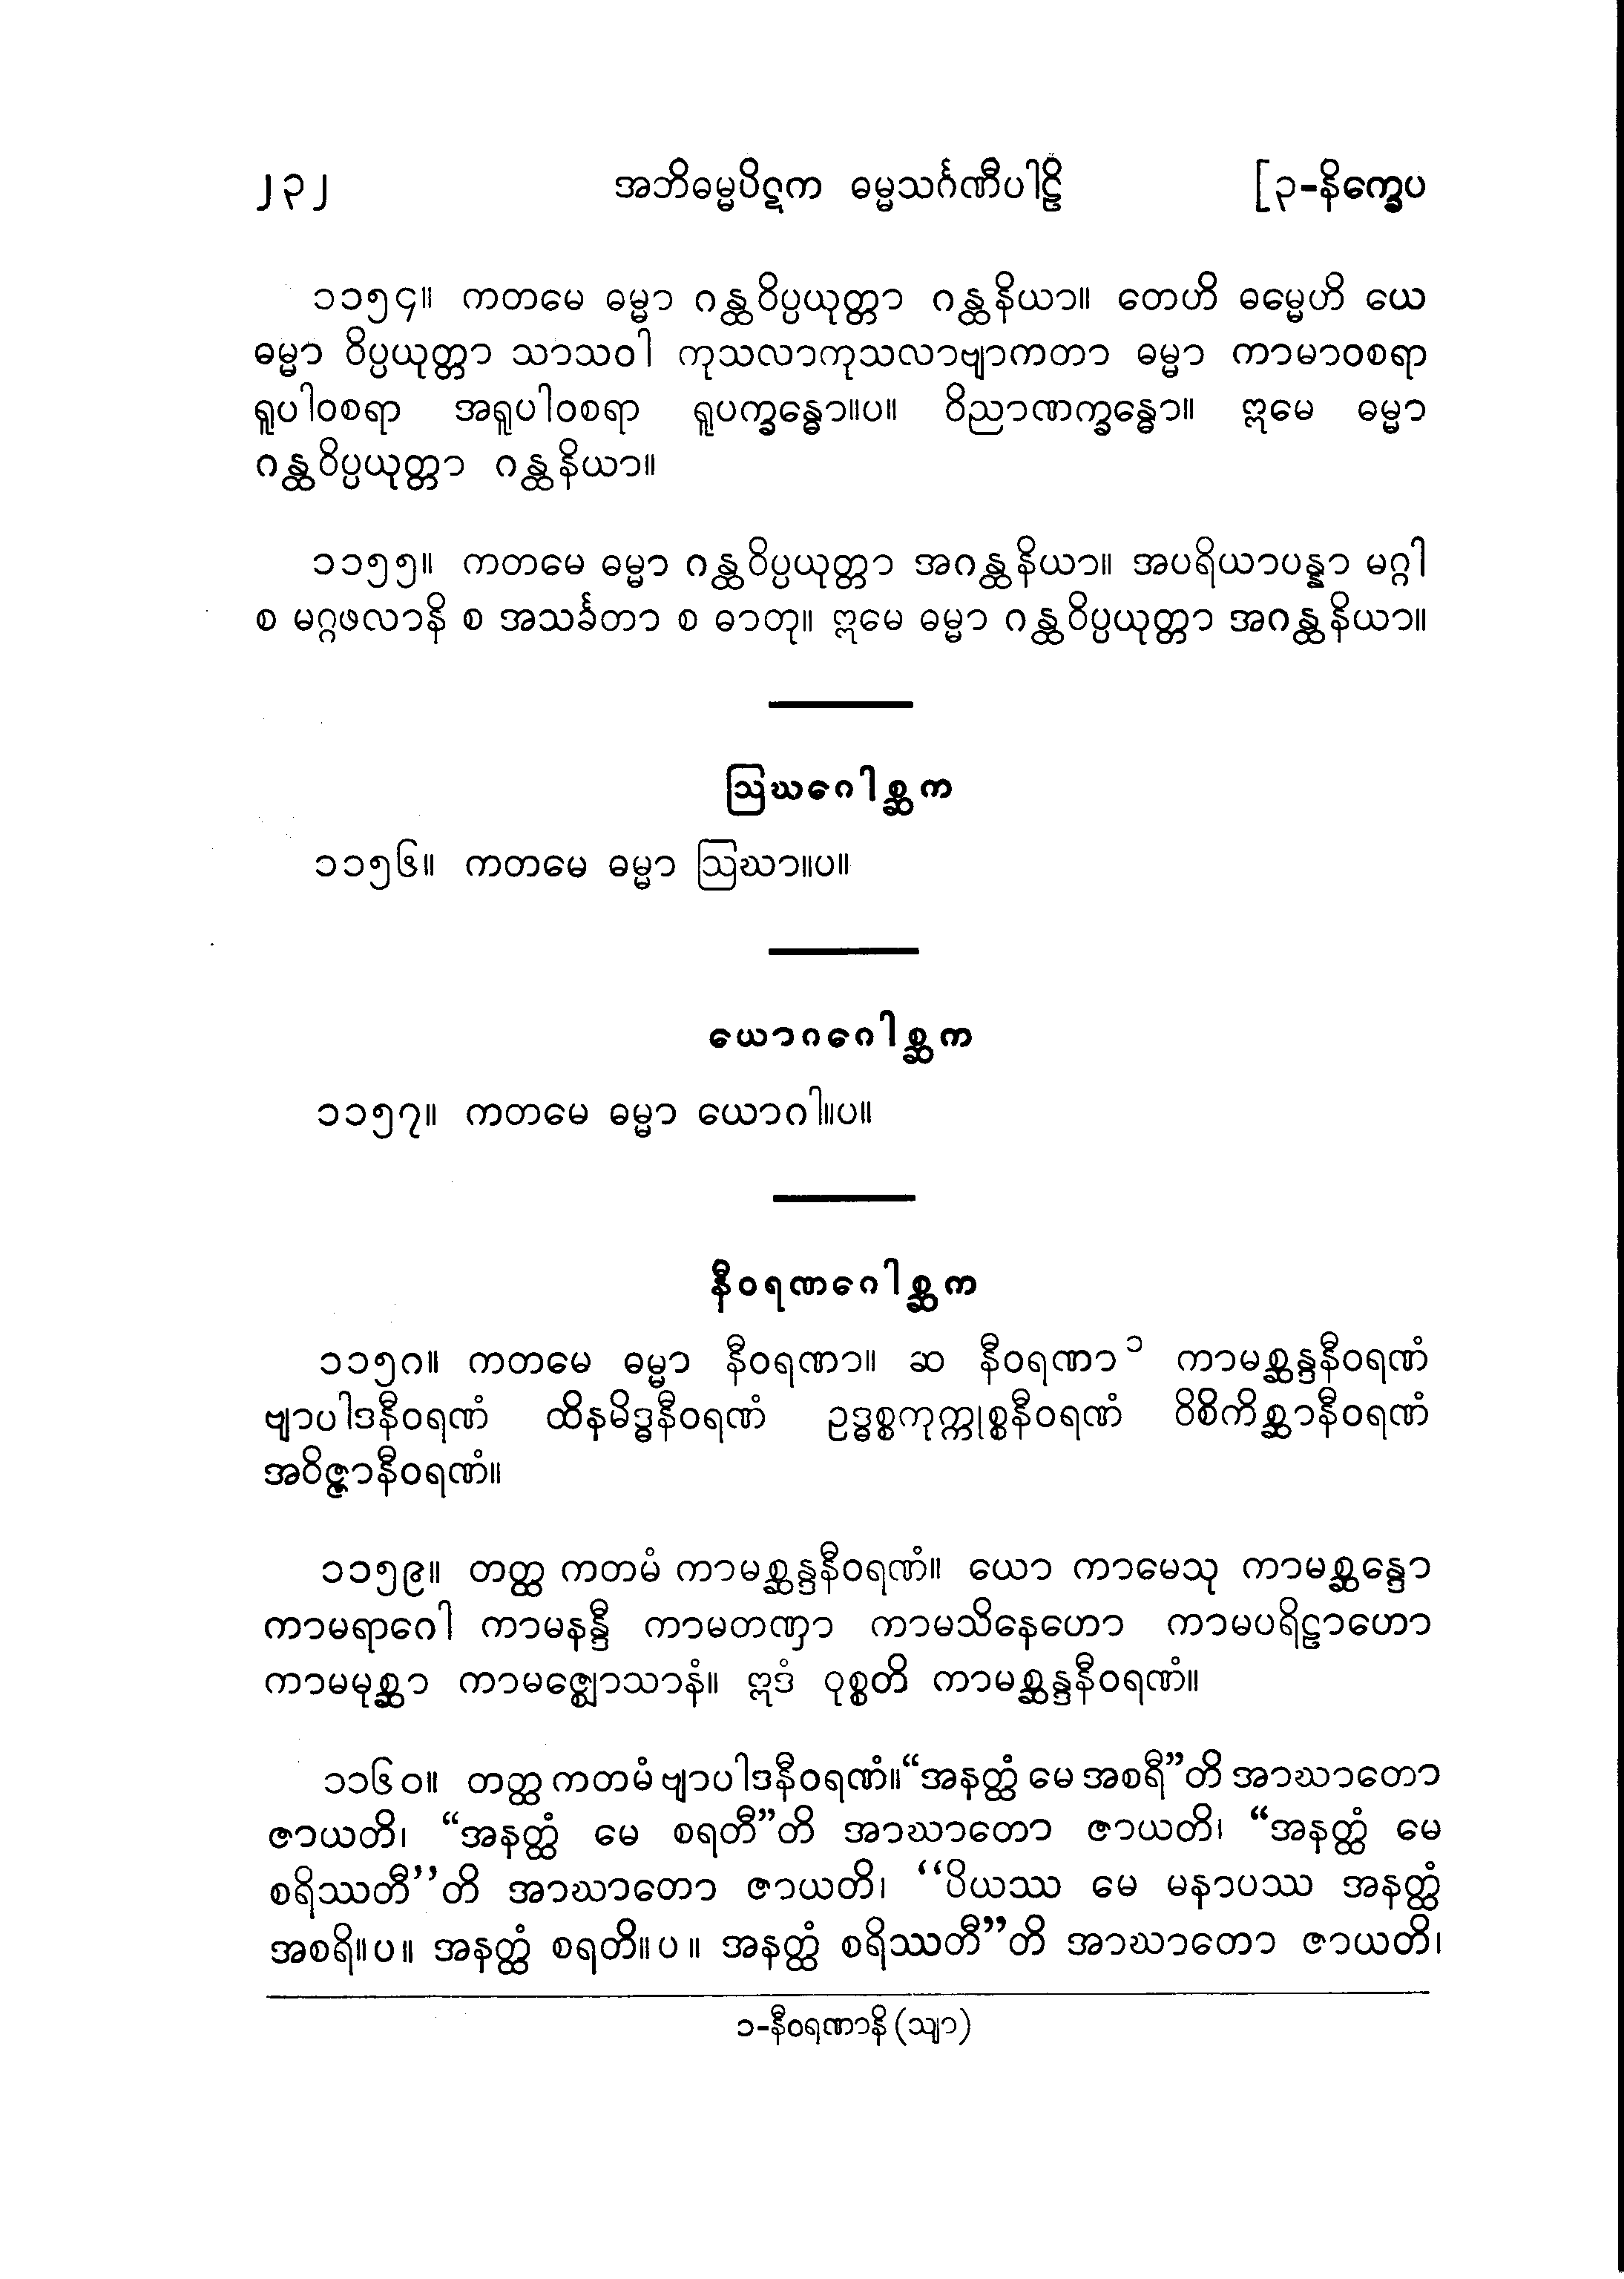 ၂၃၂ အဘိဓမ္မပိဋက ဓမ္မသင်္ဂဏီပါဠိ [၃-နိက္ခေပ
၁၁၅၄။ ကတမေ ဓမ္မာ ဂန္ထဝိပ္ပယုတ္တာ ဂန္ထနိယာ။ တေဟိ ဓမ္မေဟိ ယေ
ဓမ္မာ ဝိပ္ပယုတ္တာ သာသဝါ ကုသလာကုသလာဗျာကတာ ဓမ္မာ ကာမာဝစရာ
ရူပါဝစရာ အရူပါဝစရာ ရူပက္ခန္ဓော။ပ။ ဝိညာဏက္ခန္ဓော။ ဣမေ ဓမ္မာ
ဂန္ထဝိပ္ပယုတ္တာ ဂန္ထနိယာ။
၁၁၅၅။ ကတမေ ဓမ္မာ ဂန္ထဝိပ္ပယုတ္တာ အဂန္ထနိယာ။ အပရိယာပန္နာ မဂ္ဂါ
စ မဂ္ဂဖလာနိ စ အသင်္ခတာ စ ဓာတု။ ဣမေ ဓမ္မာ ဂန္ထဝိပ္ပယုတ္တာ အဂန္ထနိယာ။
ဩဃဂေါစ္ဆက
၁၁၅၆။ ကတမေ ဓမ္မာ ဩဃာ။ပ။
ယောဂဂေါစ္ဆက
၁၁၅၇။ ကတမေ ဓမ္မာ ယောဂါ။ပ။
နီဝရဏဂေါစ္ဆက
၁၁၅၈။ ကတမေ ဓမ္မာ နီဝရဏာ။ ဆ နီဝရဏာ ၁ ကာမစ္ဆန္ဒနီဝရဏံ
ဗျာပါဒနီဝရဏံ ထိနမိဒ္ဓနီဝရဏံ ဥဒ္ဓစ္စကုက္ကုစ္စနီဝရဏံ ဝိစိကိစ္ဆာနီဝရဏံ
အဝိဇ္ဇာနီဝရဏံ။
၁၁၅၉။ တတ္ထ ကတမံ ကာမစ္ဆန္ဒနီဝရဏံ။ ယော ကာမေသု ကာမစ္ဆန္ဒော
ကာမရာဂေါ ကာမနန္ဒီ ကာမတဏှာ ကာမသိနေဟော ကာမပရိဠာဟော
ကာမမုစ္ဆာ ကာမဇ္ဈောသာနံ။ ဣဒံ ဝုစ္စတိ ကာမစ္ဆန္ဒနီဝရဏံ။
၁၁၆၀။ တတ္ထ ကတမံ ဗျာပါဒနီဝရဏံ။ “အနတ္ထံ မေ အစရီ”တိ အာဃာတော
ဇာယတိ၊ “အနတ္ထံ မေ စရတီ”တိ အာဃာတော ဇာယတိ၊ “အနတ္ထံ မေ
စရိဿတီ’’တိ အာဃာတော ဇာယတိ၊ ‘‘ပိယဿ မေ မနာပဿ အနတ္ထံ
အစရိ။ပ။ အနတ္ထံ စရတိ။ပ။ အနတ္ထံ စရိဿတီ”တိ အာဃာတော ဇာယတိ၊
၁-နီဝရဏာနိ (သျာ)